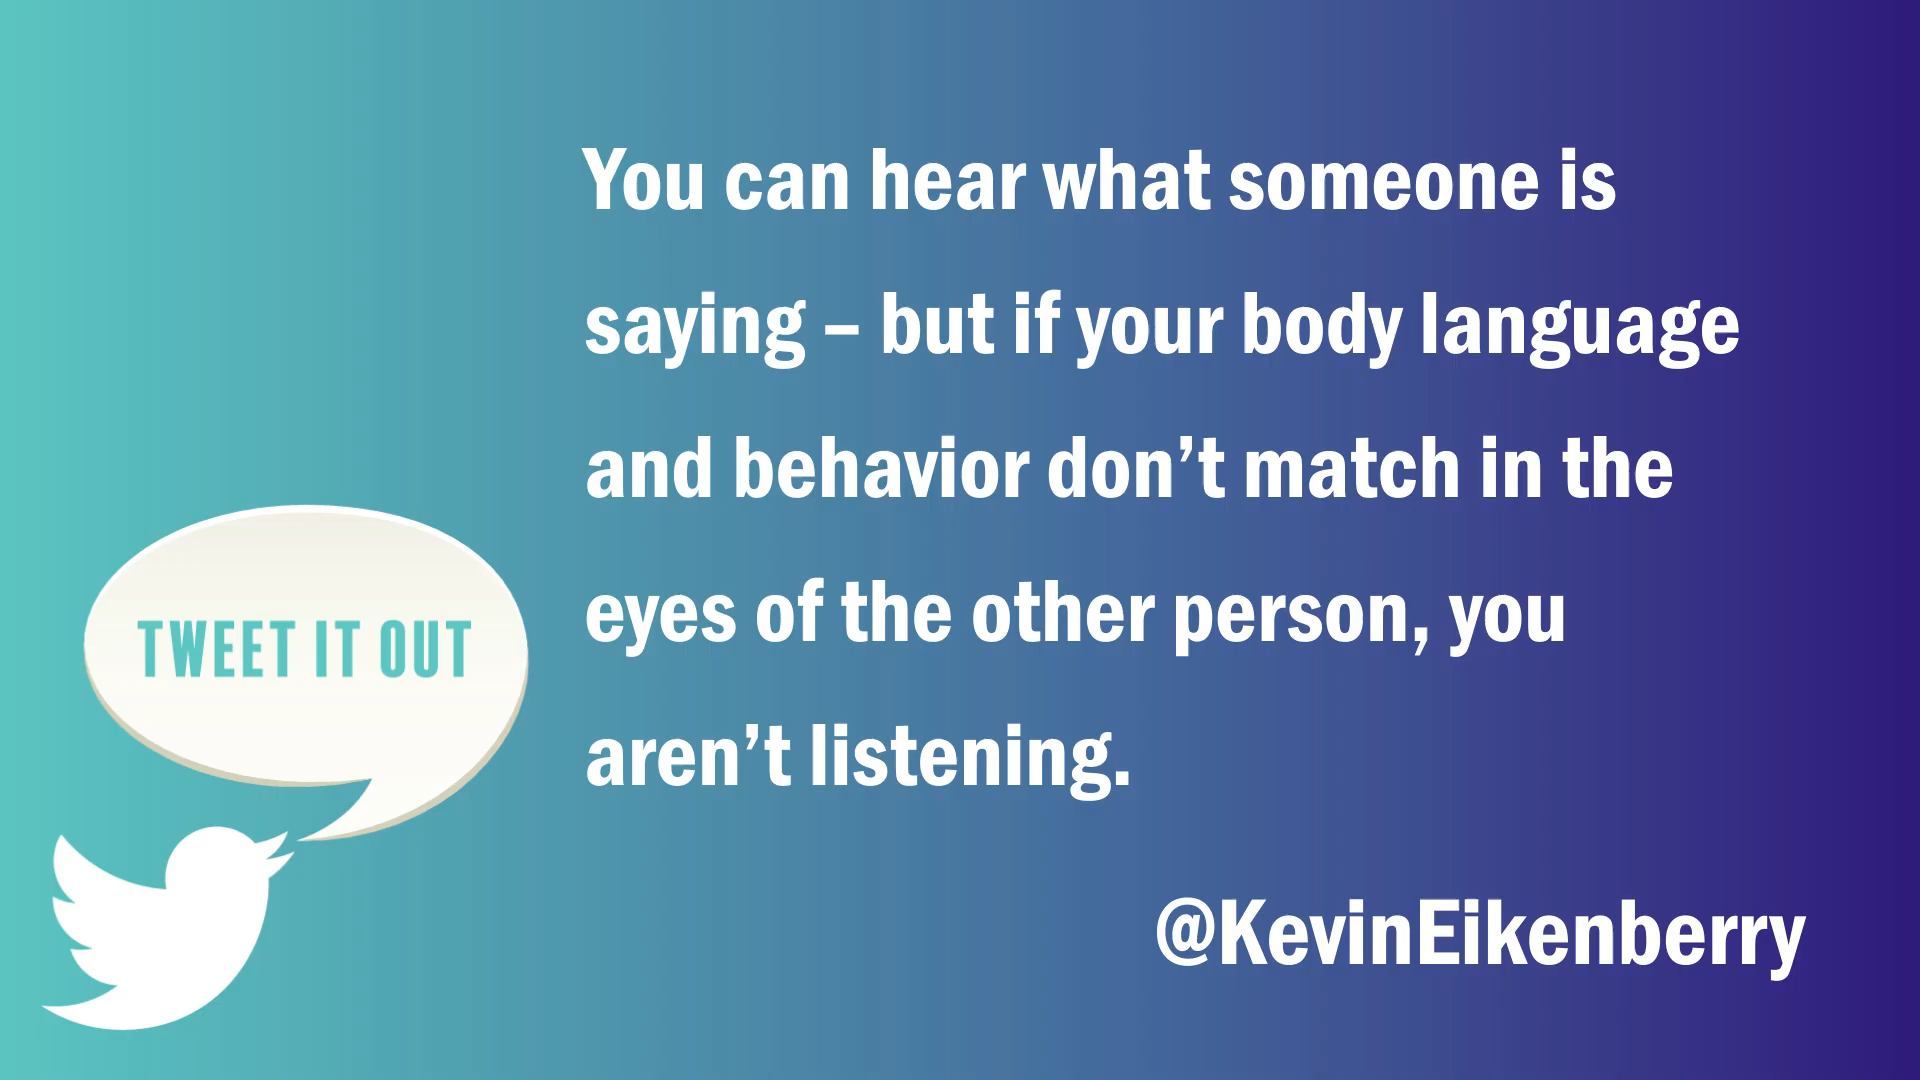 You can hear what someone is
saying – but if your body language
and behavior don’t match in the
eyes of the other person, you
aren’t listening.
TWEET IT OUT
@KevinEikenberry